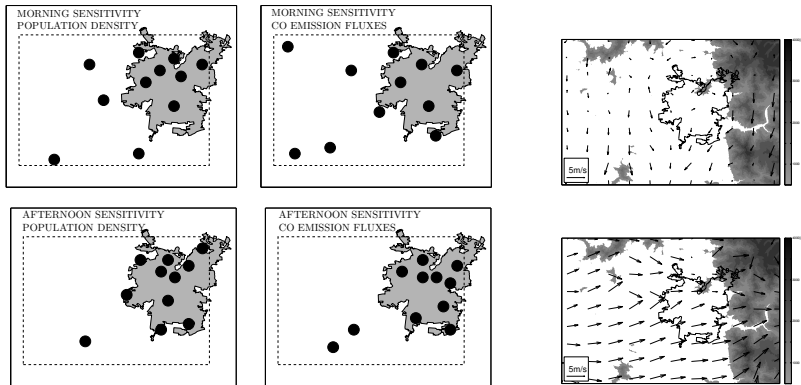 MORNING SENSITIVITY
POPULATION DENSITY
MORNING SENSITIVITY
CO EMISSION FLUXES
5m/s
AFTERNOON SENSITIVITY
POPULATION DENSITY
AFTERNOON SENSITIVITY
CO EMISSION FLUXES
5m/s